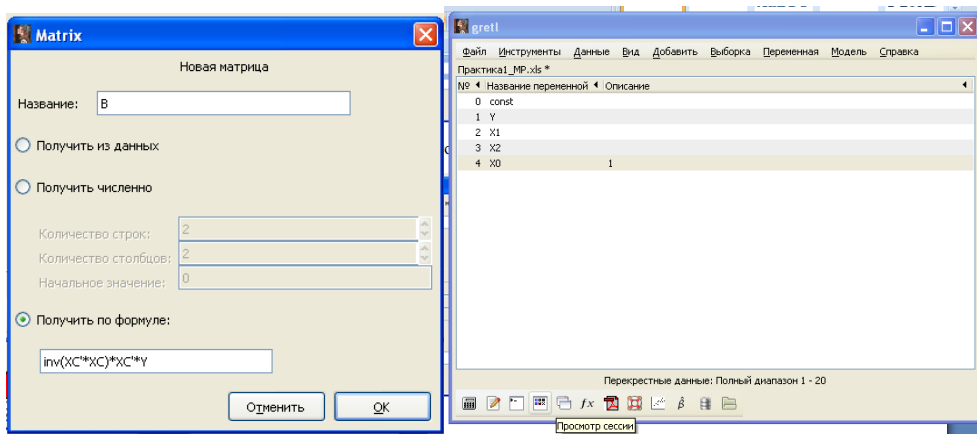 Matrix
Новая матрица
Название: B
Получить из данных
Получить численно
Количество строк: 2
Количество столбцов: 2
Начальное значение: 0
Получить по формуле:
inv(XC'*XC)*XC'*Y
Отменить OK
gretl
Файл Инструменты Данные Вид Добавить Выборка Переменная Модель Справка
Практика1_MP.xls *
№ Название переменной Описание
0 const
1 Y
2 X1
3 X2
4 X0 1
Перекрестные данные: Полный диапазон 1 - 20
fx β̂
Просмотр сессии